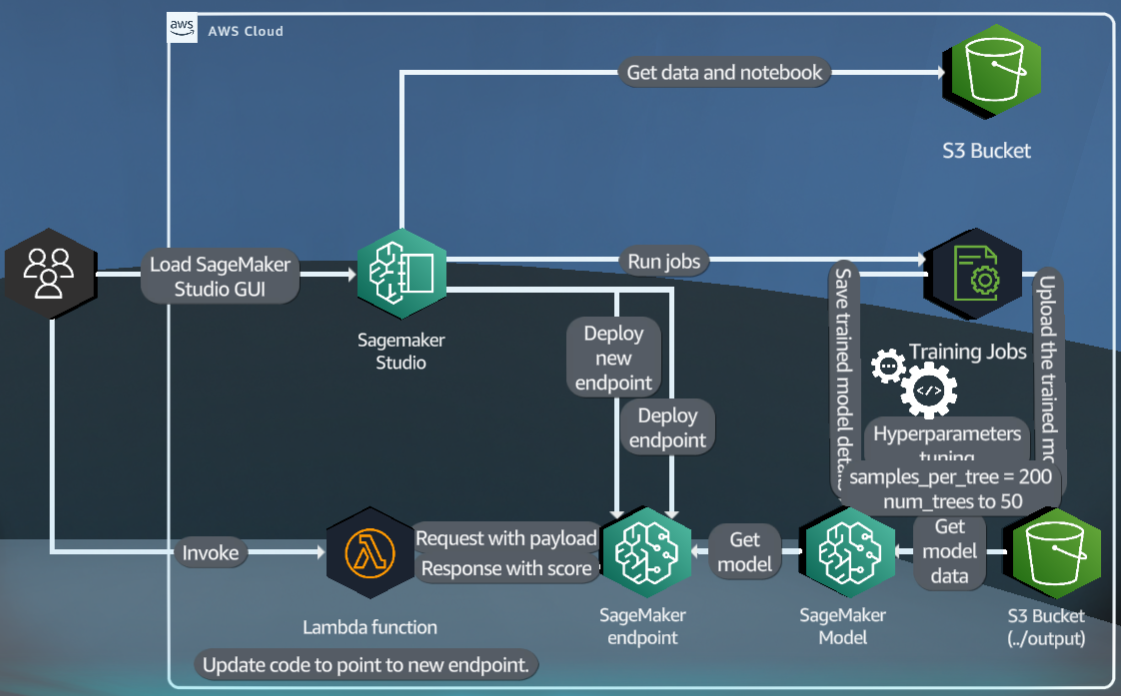 aws
AWS Cloud
Get data and notebook
S3 Bucket
Load SageMaker
Studio GUI
Sagemaker
Studio
Run jobs
Deploy
new
endpoint
Deploy
endpoint
Training Jobs
</>
Save trained model
Upload the trained
Hyperparameters
tuning
samples_per_tree = 200
num_trees to 50
Invoke
Lambda function
Request with payload
Response with score
SageMaker
endpoint
Get
model
SageMaker
Model
Get
model
data
S3 Bucket
(../output)
Update code to point to new endpoint.